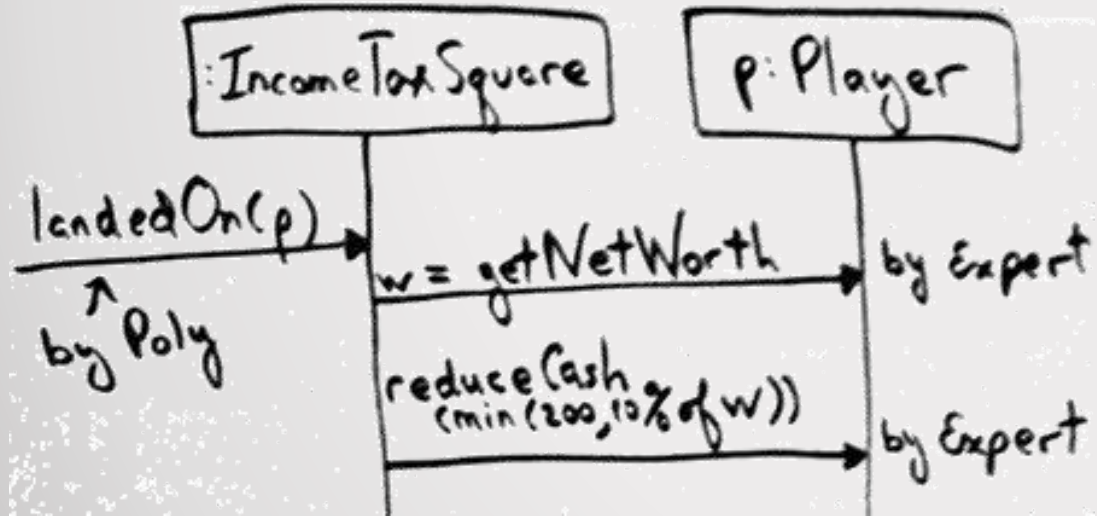 :IncomeTaxSquare
p: Player
landedOn(p)
by Poly
w = getNetWorth
by Expert
reduceCash
(min(200,10% of w))
by Expert